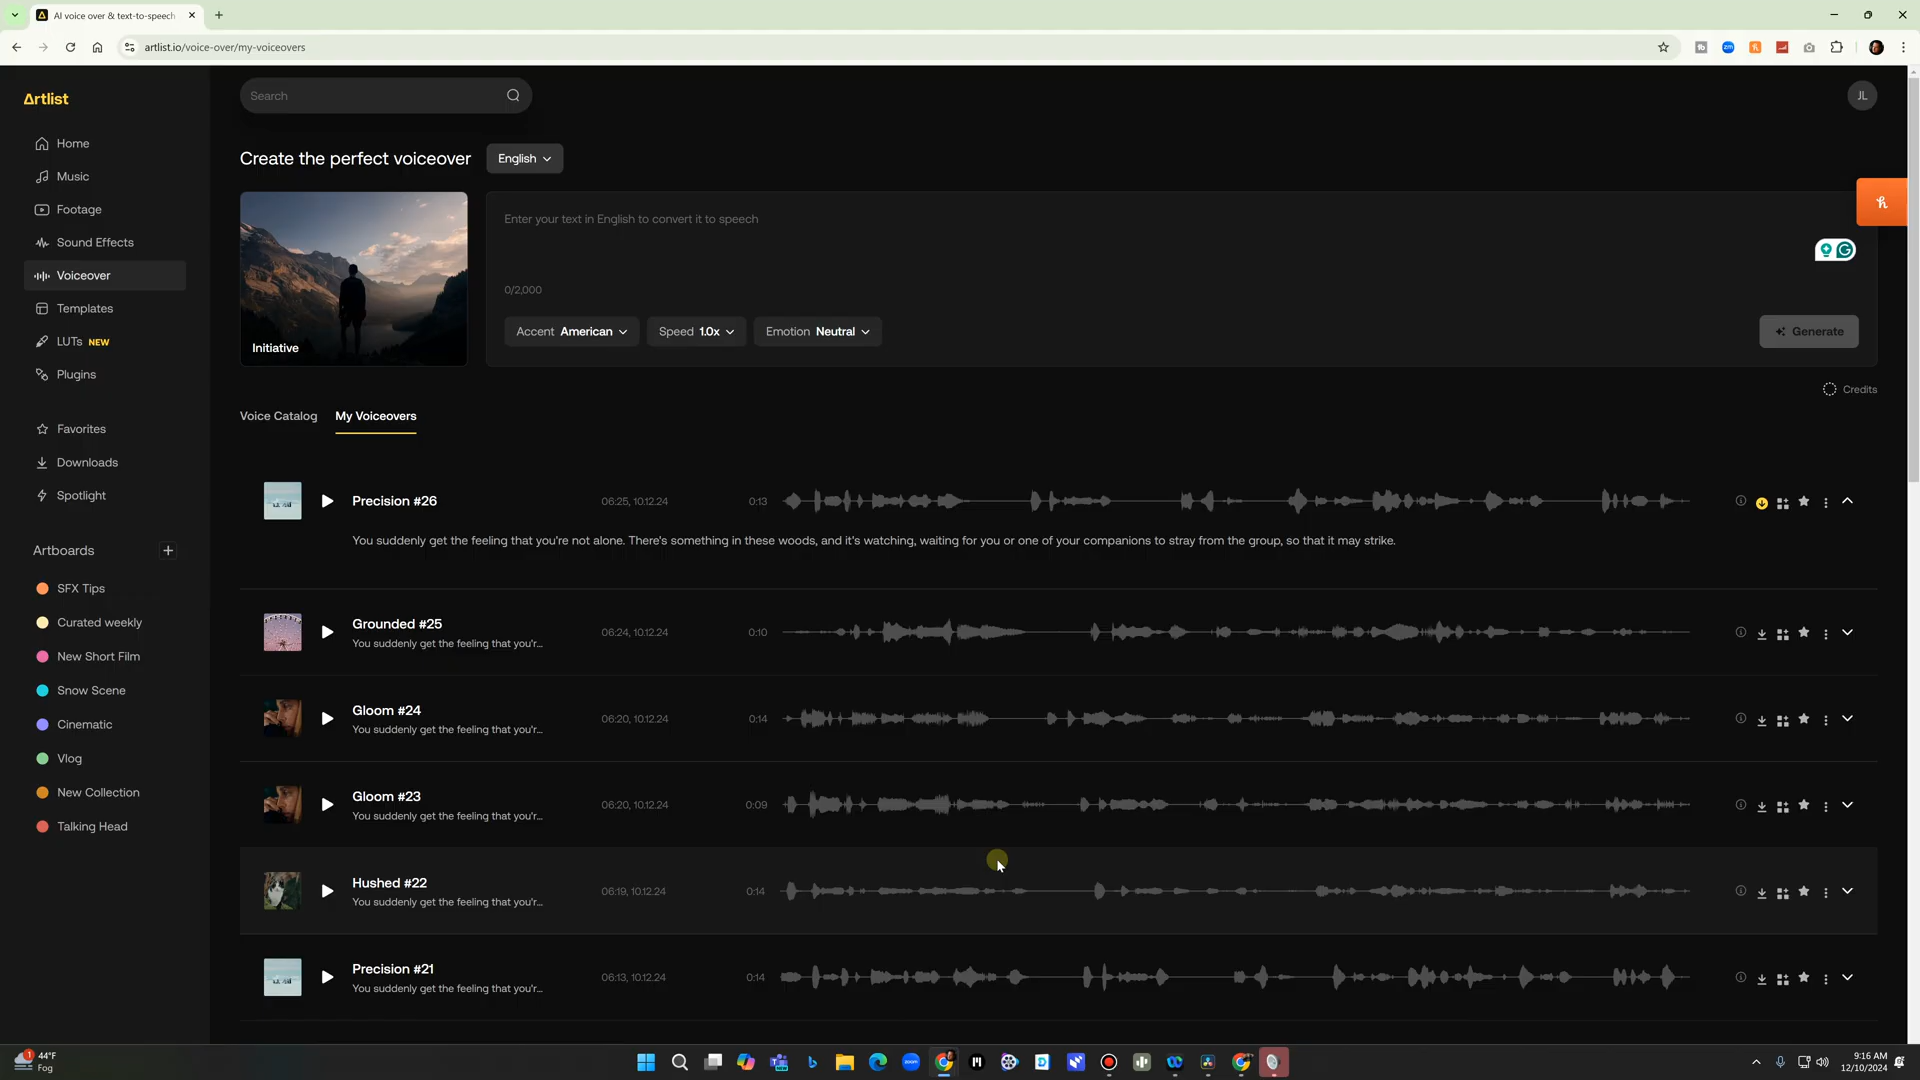 AI voice over & text-to-speech
artlist.io/voice-over/my-voiceovers
Artlist
Search
JL
Home
Music
Footage
Sound Effects
Voiceover
Templates
LUTs NEW
Plugins
Favorites
Downloads
Spotlight
Artboards
SFX Tips
Curated weekly
New Short Film
Snow Scene
Cinematic
Vlog
New Collection
Talking Head
Create the perfect voiceover
English
Initiative
Enter your text in English to convert it to speech
0/2,000
Accent American
Speed 1.0x
Emotion Neutral
Generate
Credits
Voice Catalog
My Voiceovers
Precision #26
06:25, 10.12.24
0:13
You suddenly get the feeling that you're not alone. There's something in these woods, and it's watching, waiting for you or one of your companions to stray from the group, so that it may strike.
Grounded #25
You suddenly get the feeling that you'r...
06:24, 10.12.24
0:10
Gloom #24
You suddenly get the feeling that you'r...
06:20, 10.12.24
0:14
Gloom #23
You suddenly get the feeling that you'r...
06:20, 10.12.24
0:09
Hushed #22
You suddenly get the feeling that you'r...
06:19, 10.12.24
0:14
Precision #21
You suddenly get the feeling that you'r...
06:13, 10.12.24
0:14
1
44°F
Fog
9:16 AM
12/10/2024